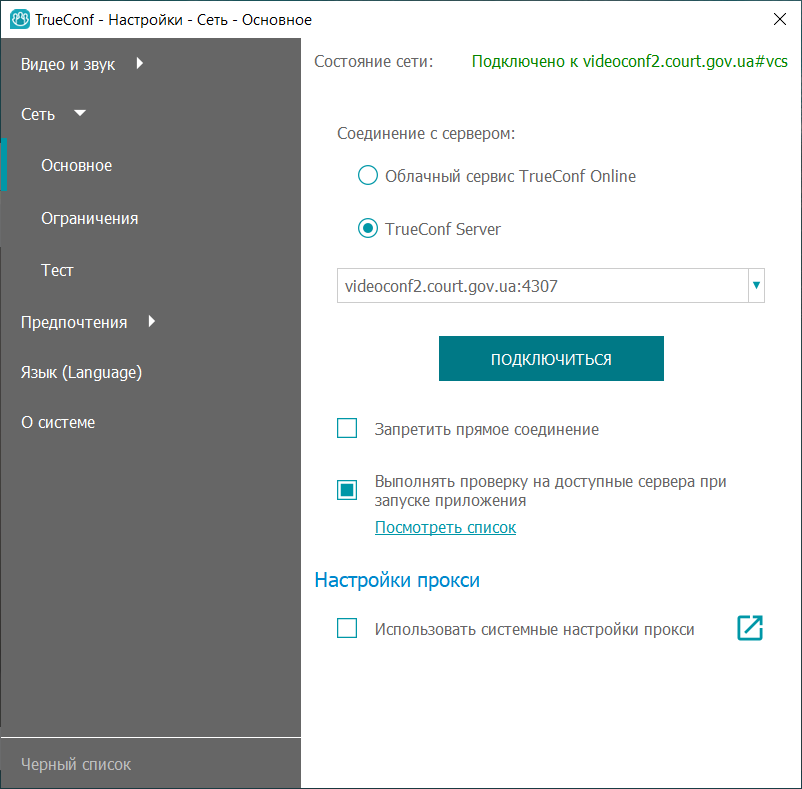 TrueConf - Настройки - Сеть - Основное
Видео и звук
Сеть
Основное
Ограничения
Тест
Предпочтения
Язык (Language)
О системе
Черный список
Состояние сети: Подключено к videoconf2.court.gov.ua#vcs
Соединение с сервером:
Облачный сервис TrueConf Online
TrueConf Server
videoconf2.court.gov.ua:4307
ПОДКЛЮЧИТЬСЯ
Запретить прямое соединение
Выполнять проверку на доступные сервера при
запуске приложения
Посмотреть список
Настройки прокси
Использовать системные настройки прокси